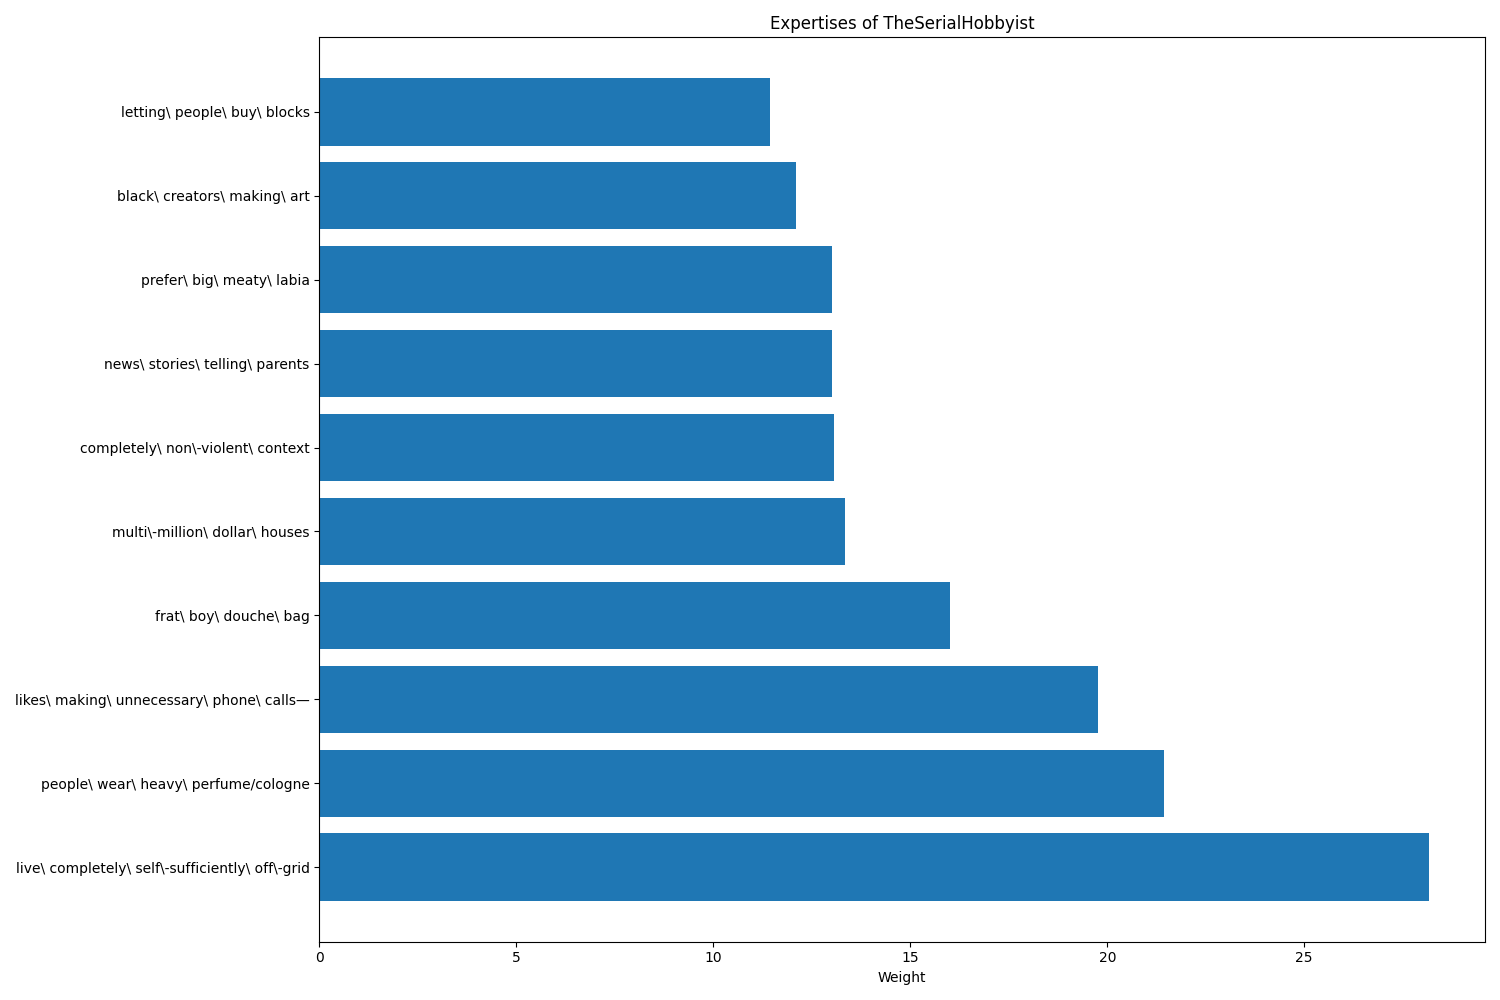 Expertises of TheSerialHobbyist
letting\ people\ buy\ blocks
black\ creators\ making\ art
prefer\ big\ meaty\ labia
news\ stories\ telling\ parents
completely\ non\-violent\ context
multi\-million\ dollar\ houses
frat\ boy\ douche\ bag
likes\ making\ unnecessary\ phone\ calls—
people\ wear\ heavy\ perfume/cologne
live\ completely\ self\-sufficiently\ off\-grid
0 5 10 15 20 25
Weight